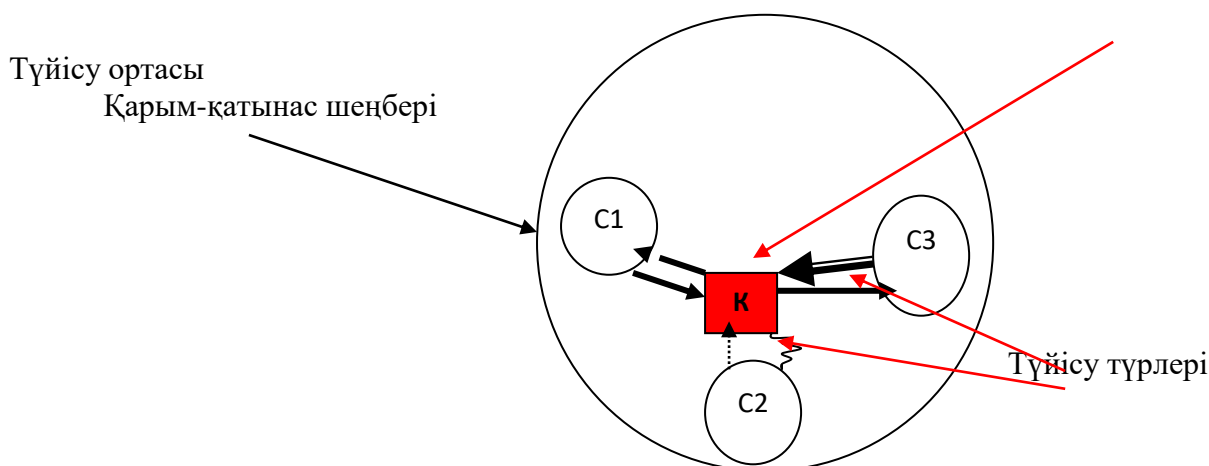 Түйісу ортасы
Қарым-қатынас шеңбері
С1
С3
К
Түйісу түрлері
С2